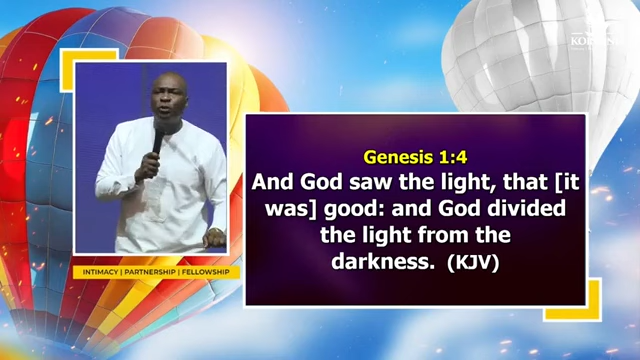 Genesis 1:4
And God saw the light, that [it
was] good: and God divided
the light from the
darkness. (KJV)
INTIMACY | PARTNERSHIP | FELLOWSHIP